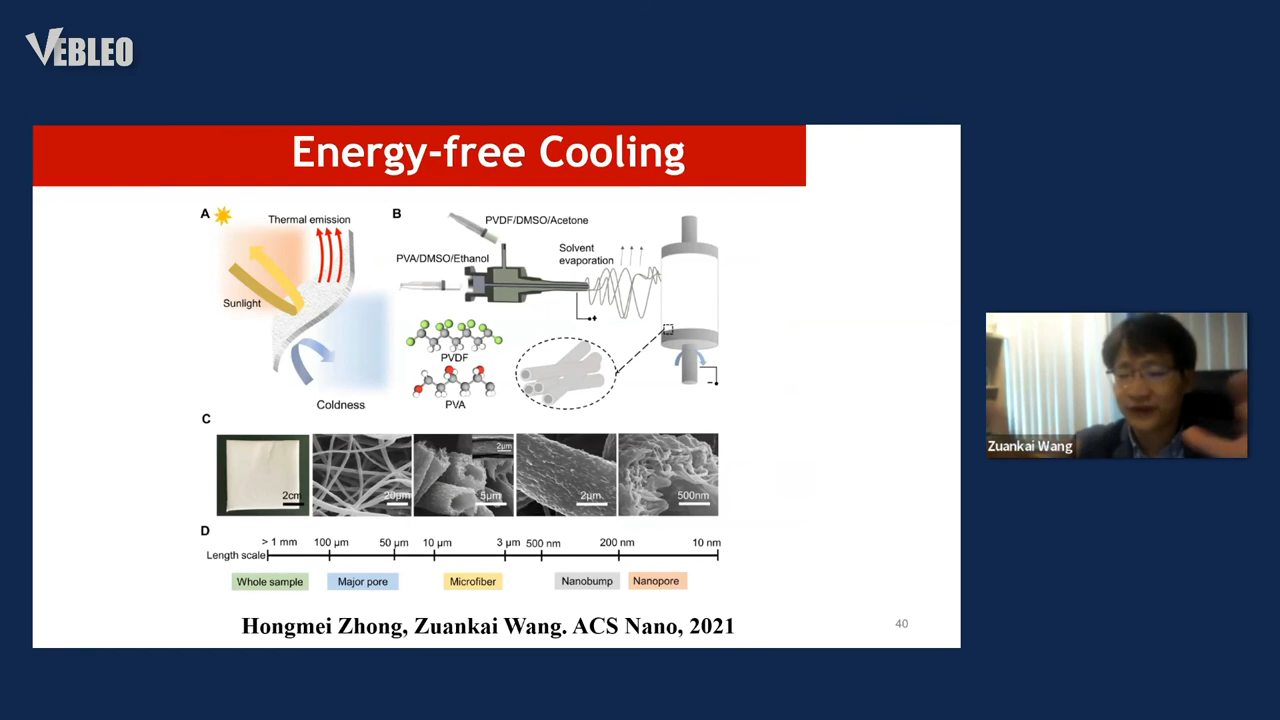 VEBLEO
Energy-free Cooling
A
Thermal emission
Sunlight
Coldness
B
PVDF/DMSO/Acetone
PVA/DMSO/Ethanol
Solvent
evaporation
PVDF
PVA
C
2cm
20μm
2μm
5μm
2μm
500nm
D
> 1 mm 100 μm 50 μm 10 μm 3 μm 500 nm 200 nm 10 nm
Length scale
Whole sample Major pore Microfiber Nanobump Nanopore
Hongmei Zhong, Zuankai Wang. ACS Nano, 2021
40
Zuankai Wang